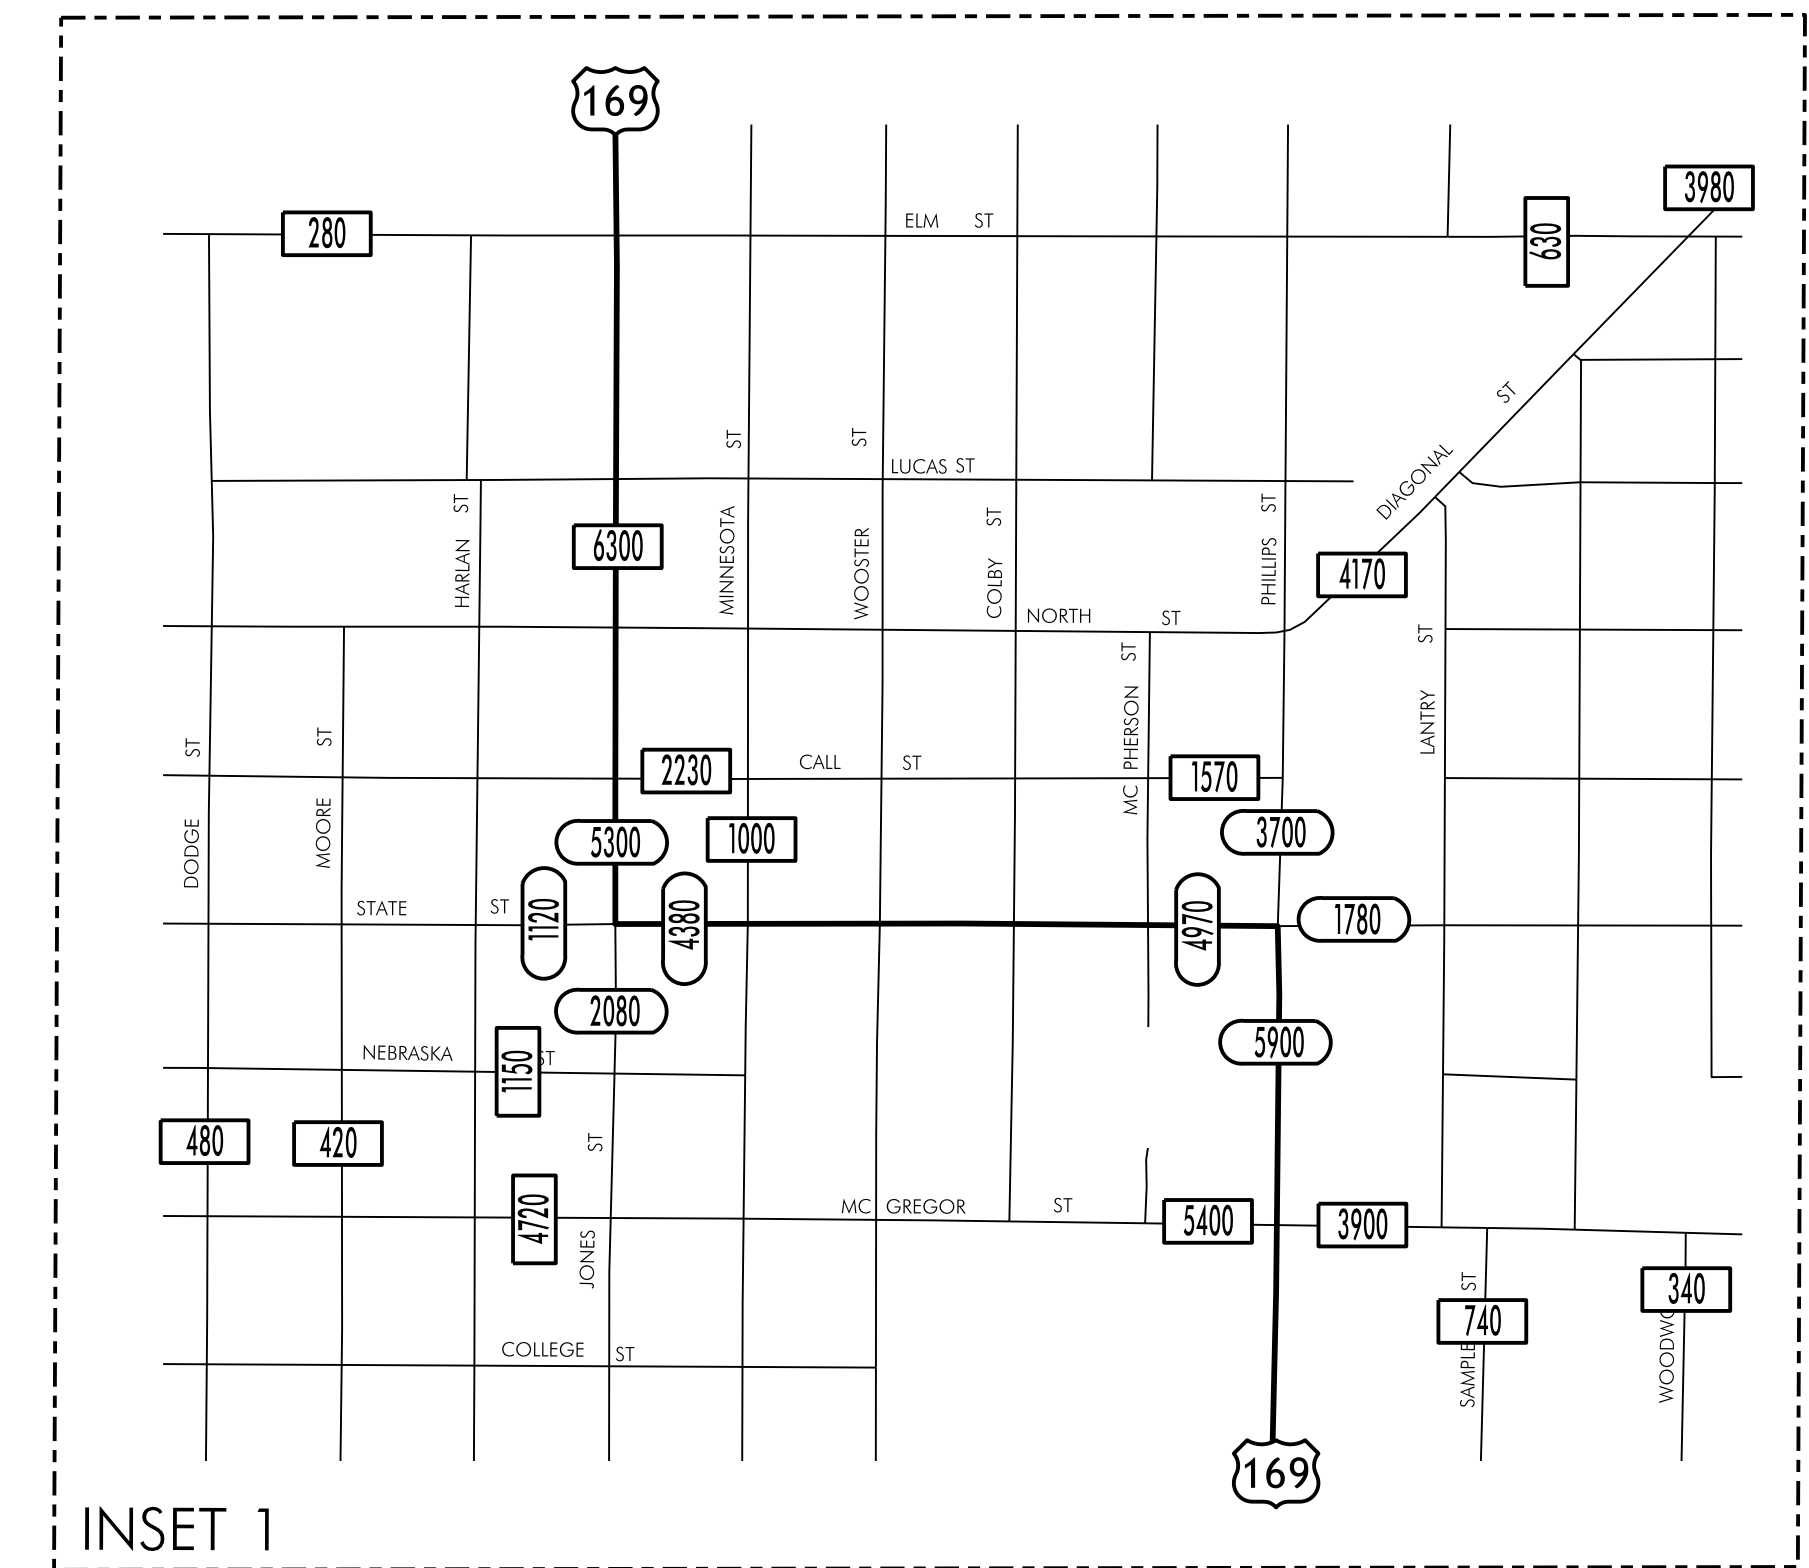 169
3980
280
ELM ST
630
ST
ST
ST
LUCAS ST
DIAGONAL
HARLAN ST
MINNESOTA
WOOSTER
COLBY ST
PHILLIPS ST
6300
4170
NORTH ST
MC PHERSON ST
LANTRY ST
DODGE ST
MOORE ST
2230
CALL ST
1570
5300
1000
3700
STATE ST
1120
4380
4970
1780
2080
5900
NEBRASKA ST
1150
480
420
JONES ST
4720
MC GREGOR ST
5400
3900
SAMPLE ST
740
340
COLLEGE ST
169
INSET 1